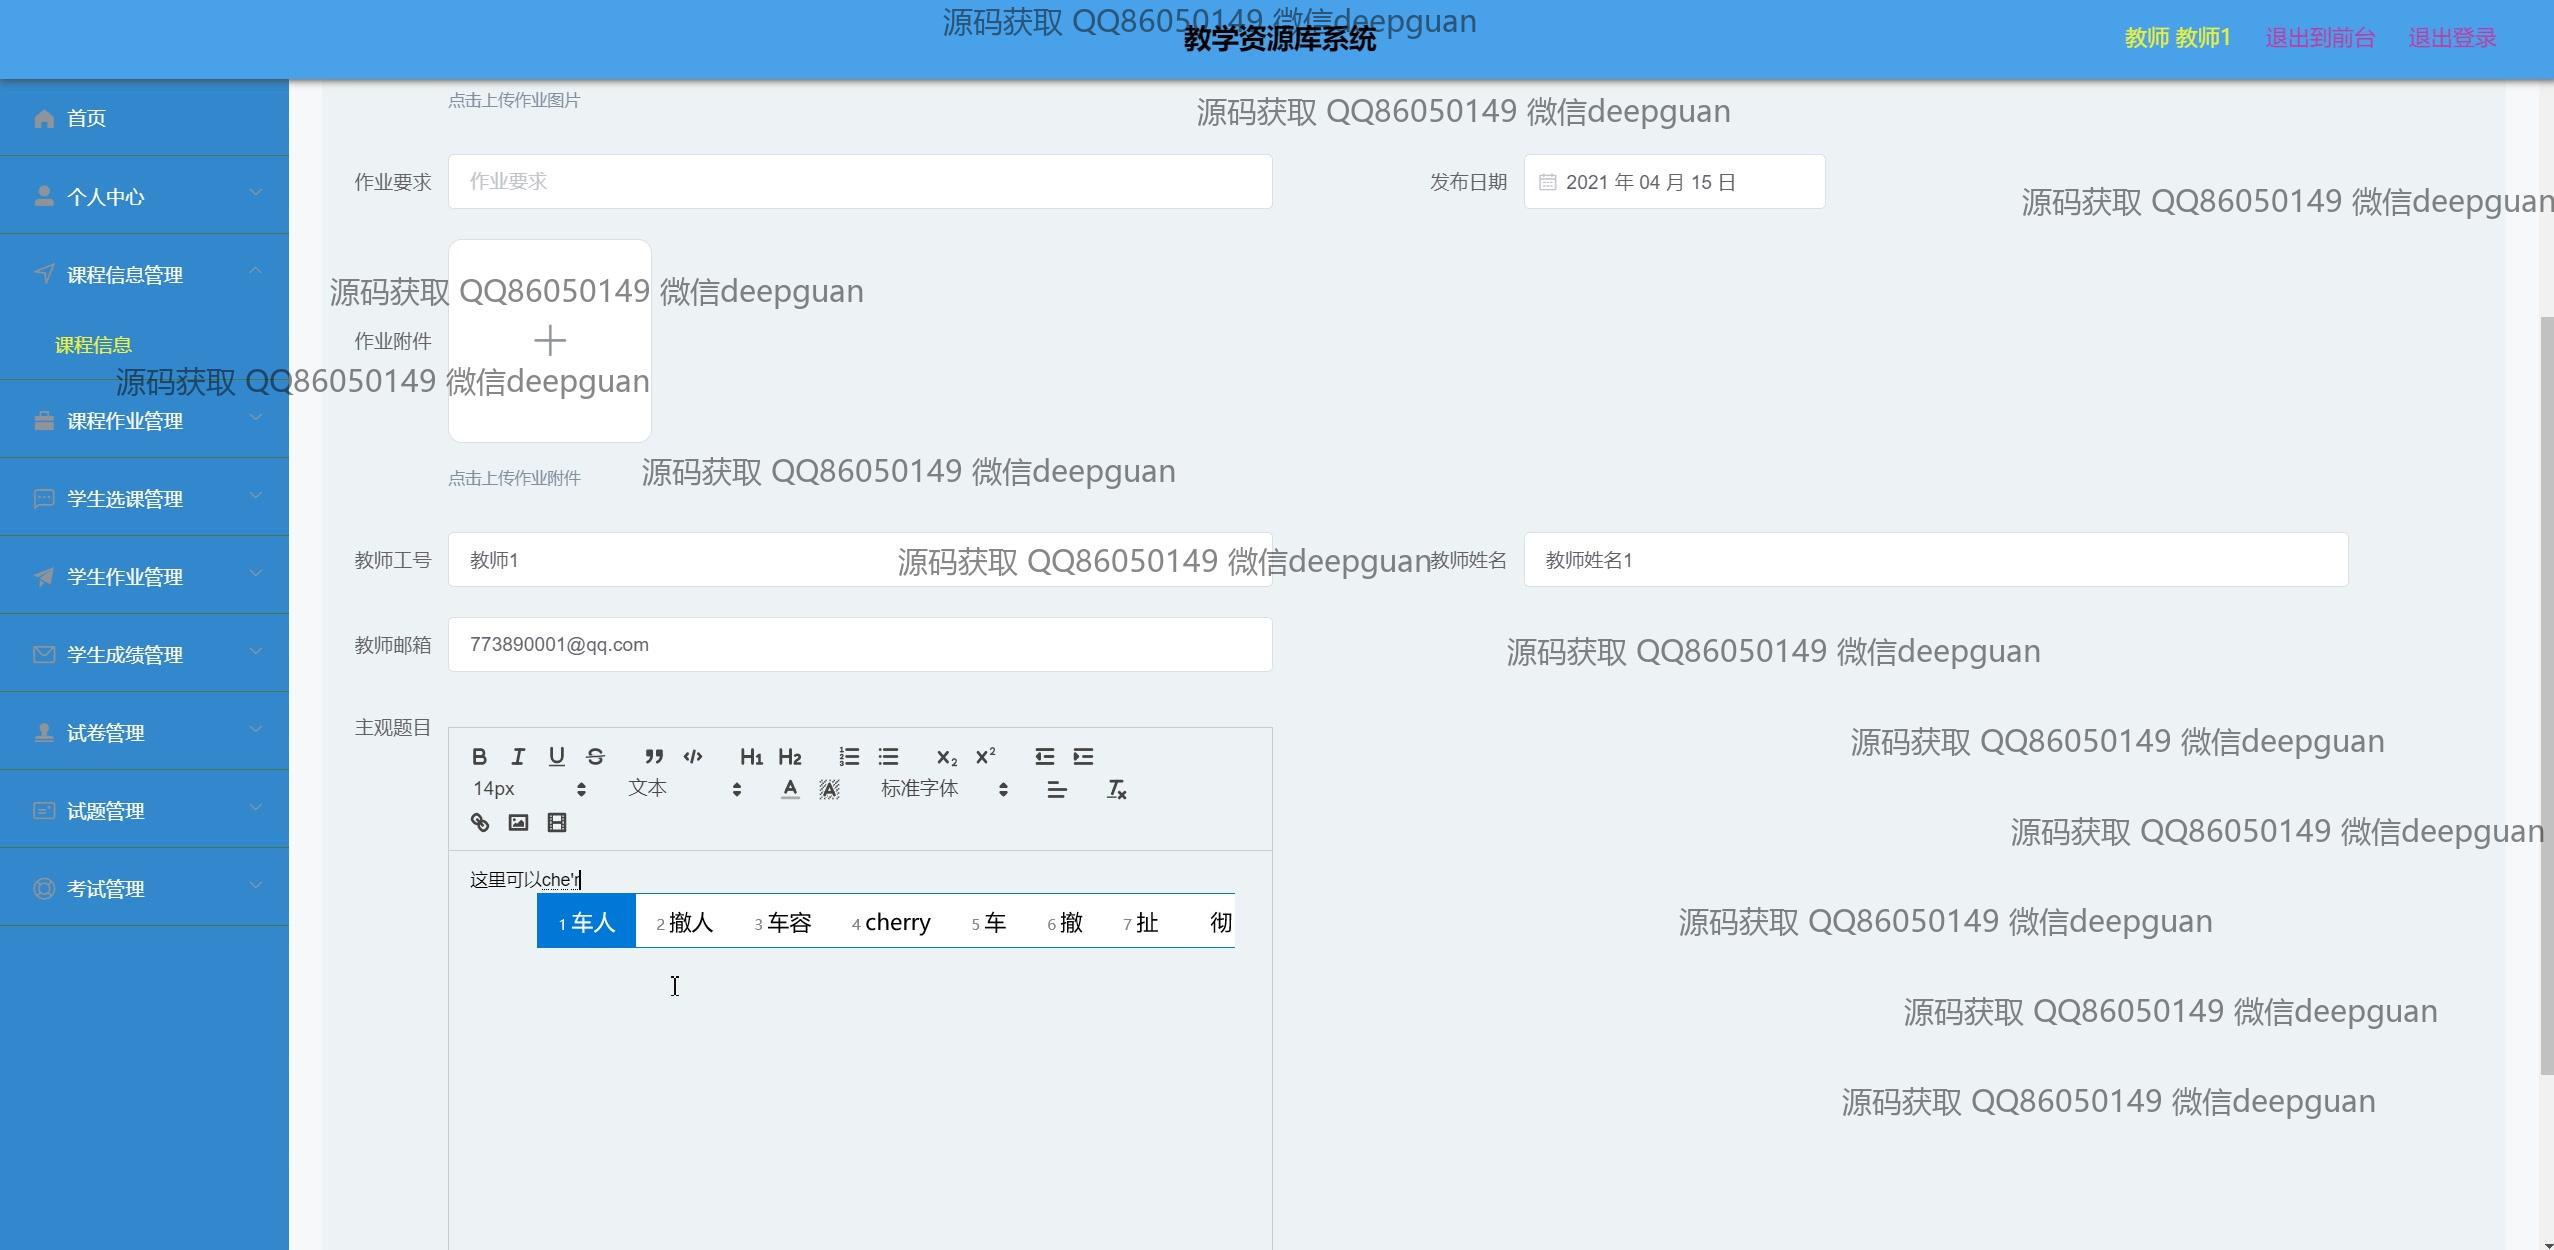 源码获取 QQ86050149 微信deepguan
教学资源库系统
教师 教师1
退出到前台
退出登录
首页
点击上传作业图片
源码获取 QQ86050149 微信deepguan
作业要求
作业要求
发布日期
2021 年 04 月 15 日
个人中心
源码获取 QQ86050149 微信deepguan
课程信息管理
源码获取 QQ86050149 微信deepguan
作业附件
课程信息
源码获取 QQ86050149 微信deepguan
课程作业管理
点击上传作业附件
源码获取 QQ86050149 微信deepguan
学生选课管理
教师工号
教师1
源码获取 QQ86050149 微信deepguan
教师姓名
教师姓名1
学生作业管理
教师邮箱
773890001@qq.com
源码获取 QQ86050149 微信deepguan
学生成绩管理
主观题目
试卷管理
源码获取 QQ86050149 微信deepguan
B I U S H1 H2 X2 X2
14px 文本 A A 标准字体
试题管理
源码获取 QQ86050149 微信deepguan
这里可以che'r
考试管理
1 车人 2 撤人 3 车容 4 cherry 5 车 6 撤 7 扯 彻
源码获取 QQ86050149 微信deepguan
源码获取 QQ86050149 微信deepguan
源码获取 QQ86050149 微信deepguan